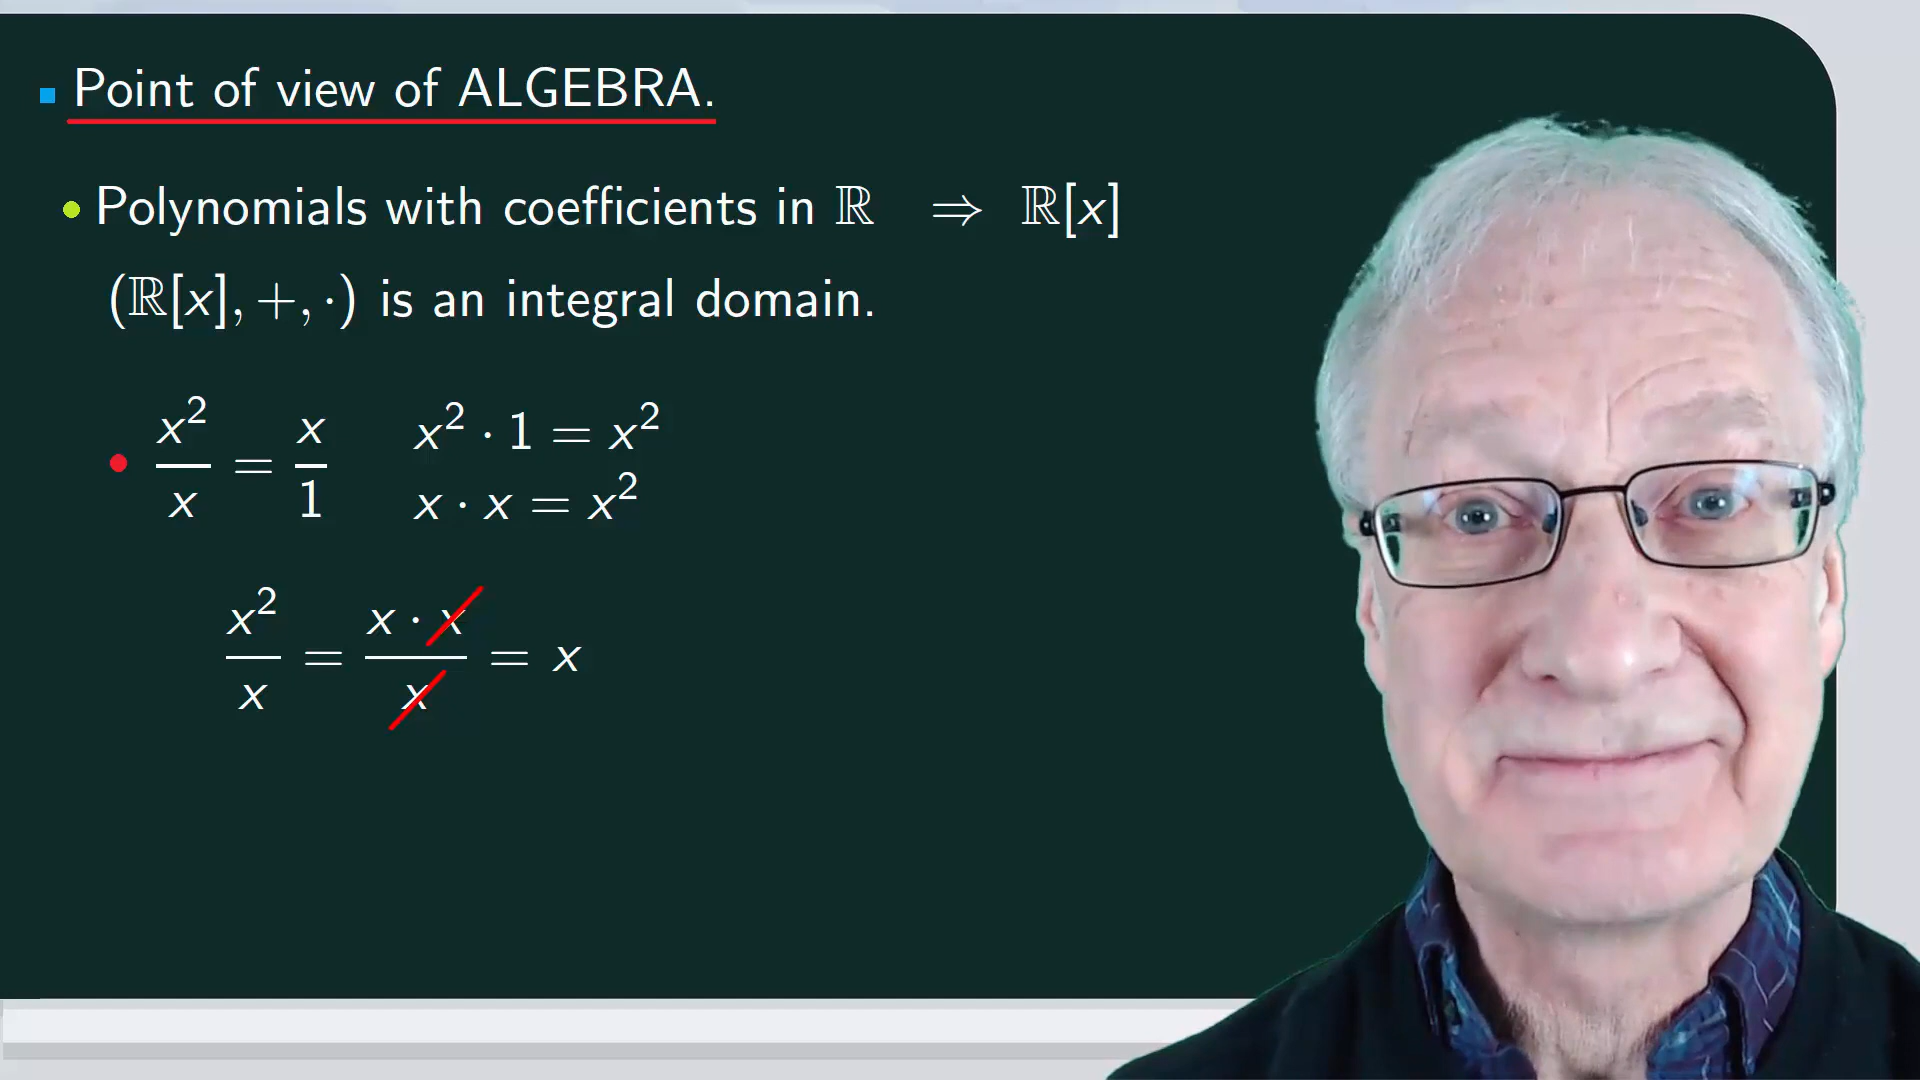 Point of view of ALGEBRA.
Polynomials with coefficients in ℝ ⇒ ℝ[x]
(ℝ[x], +, ·) is an integral domain.
x²/x = x/1
x² · 1 = x²
x · x = x²
x²/x = x · x/x = x